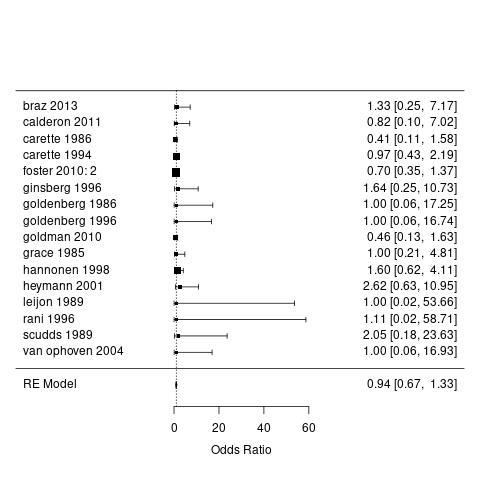 braz 2013 1.33 [0.25, 7.17]
calderon 2011 0.82 [0.10, 7.02]
carette 1986 0.41 [0.11, 1.58]
carette 1994 0.97 [0.43, 2.19]
foster 2010: 2 0.70 [0.35, 1.37]
ginsberg 1996 1.64 [0.25, 10.73]
goldenberg 1986 1.00 [0.06, 17.25]
goldenberg 1996 1.00 [0.06, 16.74]
goldman 2010 0.46 [0.13, 1.63]
grace 1985 1.00 [0.21, 4.81]
hannonen 1998 1.60 [0.62, 4.11]
heymann 2001 2.62 [0.63, 10.95]
leijon 1989 1.00 [0.02, 53.66]
rani 1996 1.11 [0.02, 58.71]
scudds 1989 2.05 [0.18, 23.63]
van ophoven 2004 1.00 [0.06, 16.93]
RE Model 0.94 [0.67, 1.33]
0 20 40 60
Odds Ratio